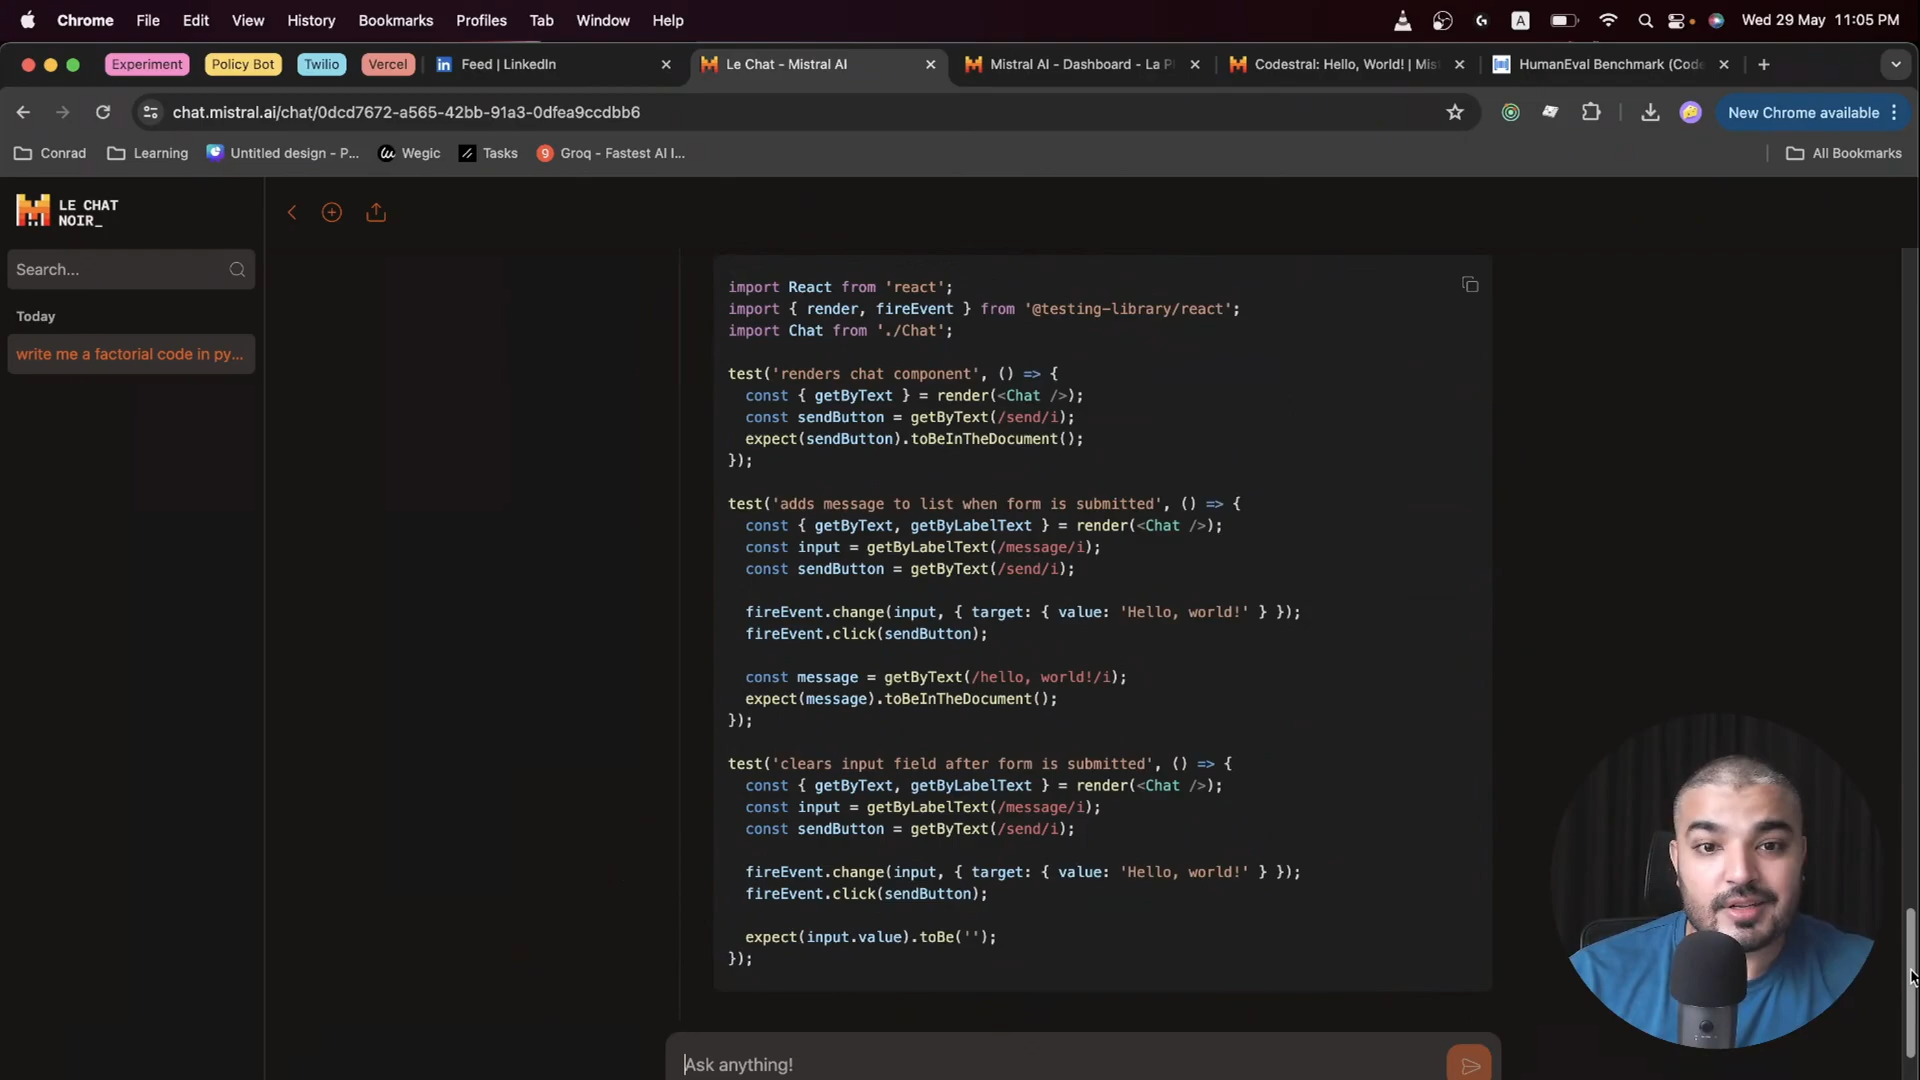 Chrome File Edit View History Bookmarks Profiles Tab Window Help A Wed 29 May 11:05 PM
Experiment Policy Bot Twilio Vercel Feed | LinkedIn Le Chat - Mistral AI Mistral AI - Dashboard - La P Codestral: Hello, World! | Mis HumanEval Benchmark (Code
chat.mistral.ai/chat/0dcd7672-a565-42bb-91a3-0dfea9ccdbb6 New Chrome available
Conrad Learning Untitled design - P... Wegic Tasks Groq - Fastest AI I... All Bookmarks
LE CHAT
NOIR_
Search...
Today
write me a factorial code in py...
import React from 'react';
import { render, fireEvent } from '@testing-library/react';
import Chat from './Chat';
test('renders chat component', () => {
const { getByText } = render(<Chat />);
const sendButton = getByText(/send/i);
expect(sendButton).toBeInTheDocument();
});
test('adds message to list when form is submitted', () => {
const { getByText, getByLabelText } = render(<Chat />);
const input = getByLabelText(/message/i);
const sendButton = getByText(/send/i);
fireEvent.change(input, { target: { value: 'Hello, world!' } });
fireEvent.click(sendButton);
const message = getByText(/hello, world!/i);
expect(message).toBeInTheDocument();
});
test('clears input field after form is submitted', () => {
const { getByText, getByLabelText } = render(<Chat />);
const input = getByLabelText(/message/i);
const sendButton = getByText(/send/i);
fireEvent.change(input, { target: { value: 'Hello, world!' } });
fireEvent.click(sendButton);
expect(input.value).toBe('');
});
Ask anything!